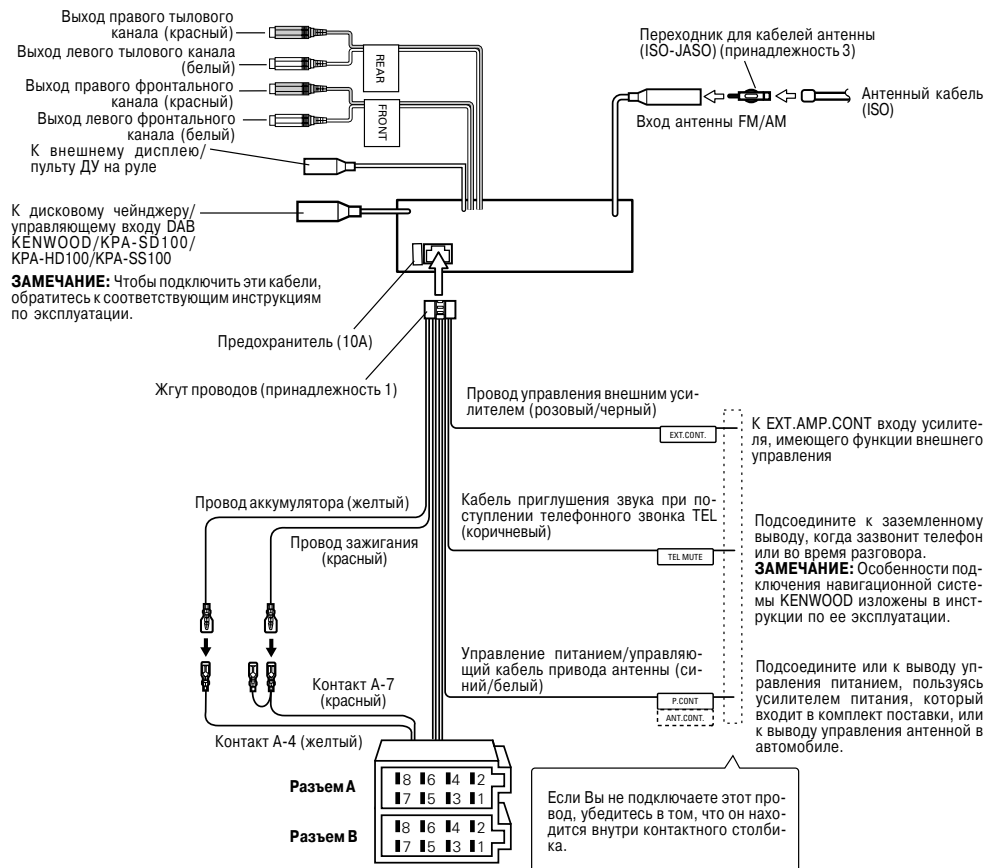 Выход правого тылового
канала (красный)
Выход левого тылового канала
(белый)
Выход правого фронтального
канала (красный)
Выход левого фронтального
канала (белый)
К внешнему дисплею/
пульту ДУ на руле
REAR
FRONT
Переходник для кабелей антенны
(ISO-JASO) (принадлежность 3)
Антенный кабель
(ISO)
Вход антенны FM/AM
К дисковому чейнджеру/
управляющему входу DAB
KENWOOD/KPA-SD100/
KPA-HD100/KPA-SS100
ЗАМЕЧАНИЕ: Чтобы подключить эти кабели,
обратитесь к соответствующим инструкциям
по эксплуатации.
Предохранитель (10А)
Жгут проводов (принадлежность 1)
Провод управления внешним уси-
лителем (розовый/черный)
EXT.CONT.
К EXT.AMP.CONT входу усилите-
ля, имеющего функции внешнего
управления
Провод аккумулятора (желтый)
Провод зажигания
(красный)
Кабель приглушения звука при по-
ступлении телефонного звонка TEL
(коричневый)
TEL MUTE
Подсоедините к заземленному
выводу, когда зазвонит телефон
или во время разговора.
ЗАМЕЧАНИЕ: Особенности под-
ключения навигационной систе-
мы KENWOOD изложены в инст-
рукции по ее эксплуатации.
Управление питанием/управляю-
щий кабель привода антенны (си-
ний/белый)
P.CONT
ANT.CONT.
Подсоедините или к выводу уп-
равления питанием, пользуясь
усилителем питания, который
входит в комплект поставки, или
к выводу управления антенной в
автомобиле.
Контакт А-7
(красный)
Контакт А-4 (желтый)
Разъем А
8 6 4 2
7 5 3 1
Разъем В
8 6 4 2
7 5 3 1
Если Вы не подключаете этот про-
вод, убедитесь в том, что он нахо-
дится внутри контактного столби-
ка.